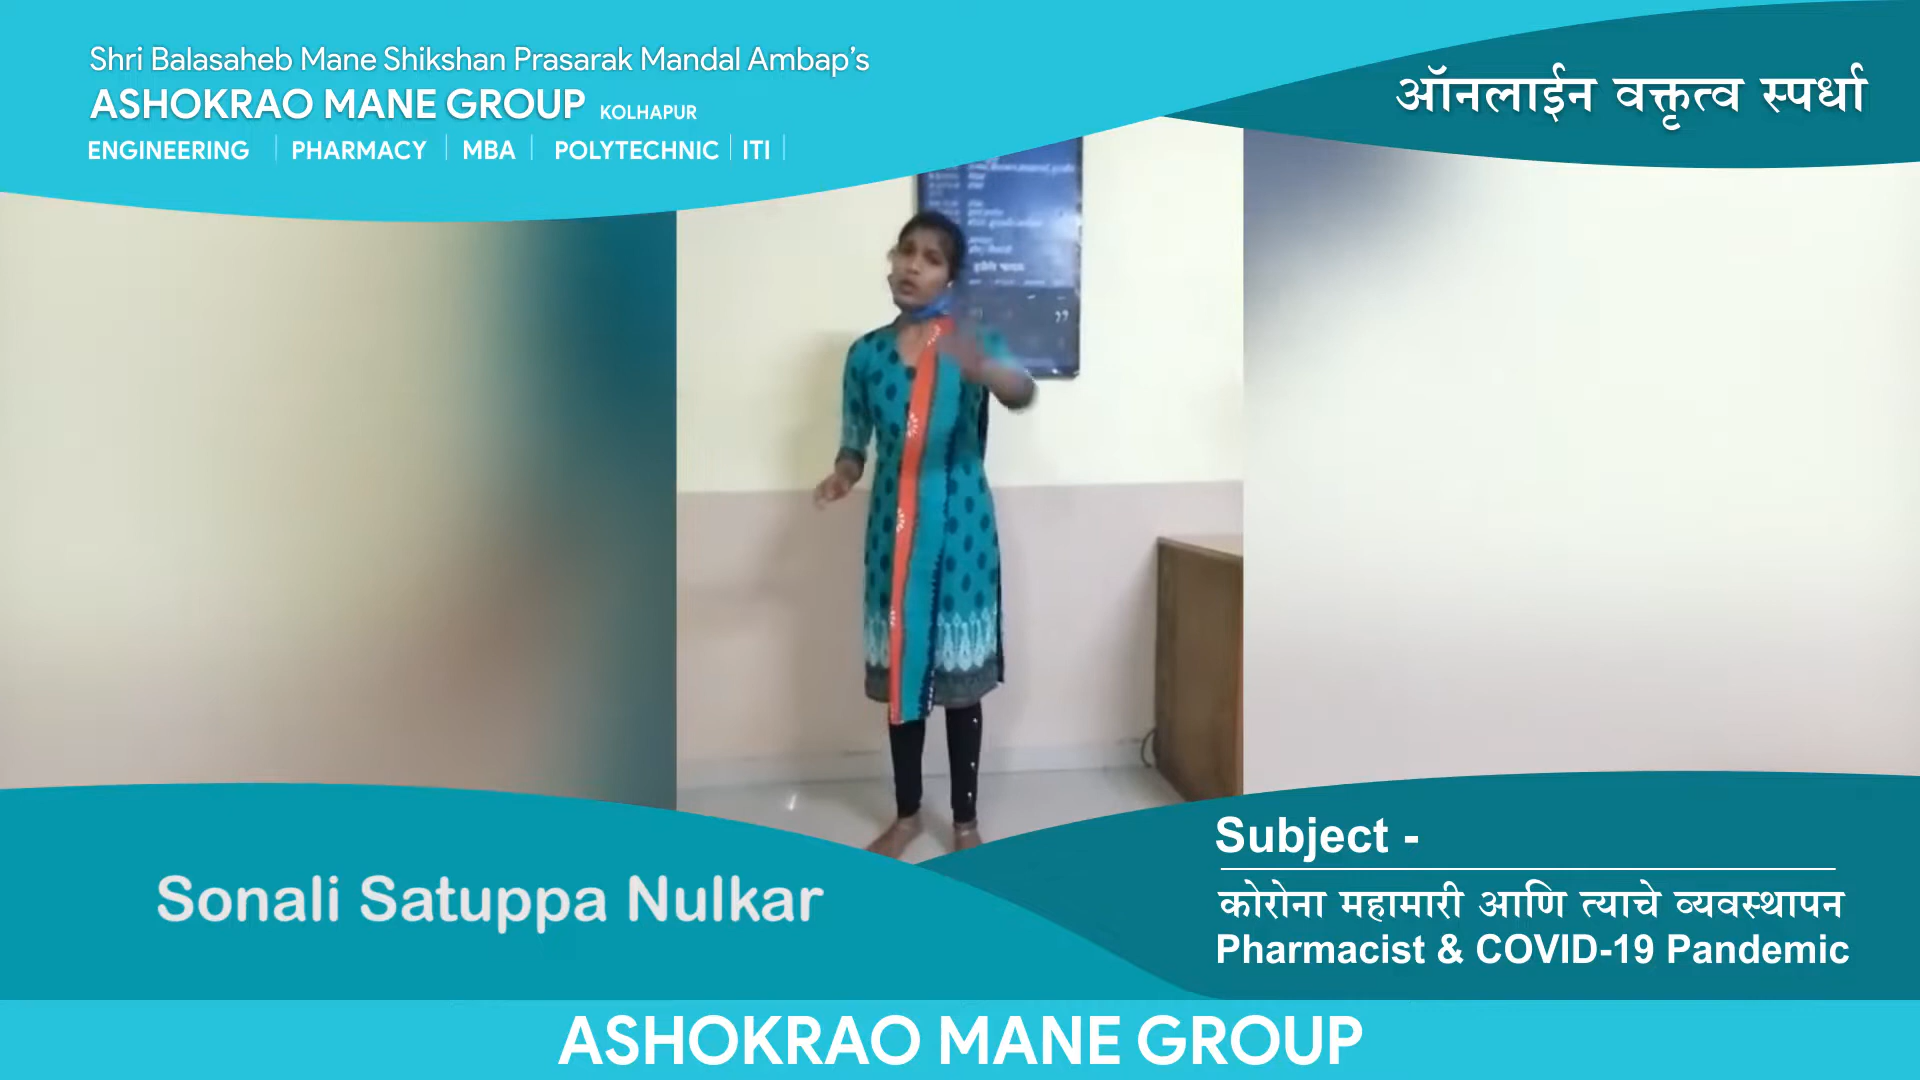 Shri Balasaheb Mane Shikshan Prasarak Mandal Ambap's
ASHOKRAO MANE GROUP KOLHAPUR
ENGINEERING | PHARMACY | MBA | POLYTECHNIC | ITI |
ऑनलाईन वक्तृत्व स्पर्धा
Sonali Satuppa Nulkar
Subject -
कोरोना महामारी आणि त्याचे व्यवस्थापन
Pharmacist & COVID-19 Pandemic
ASHOKRAO MANE GROUP